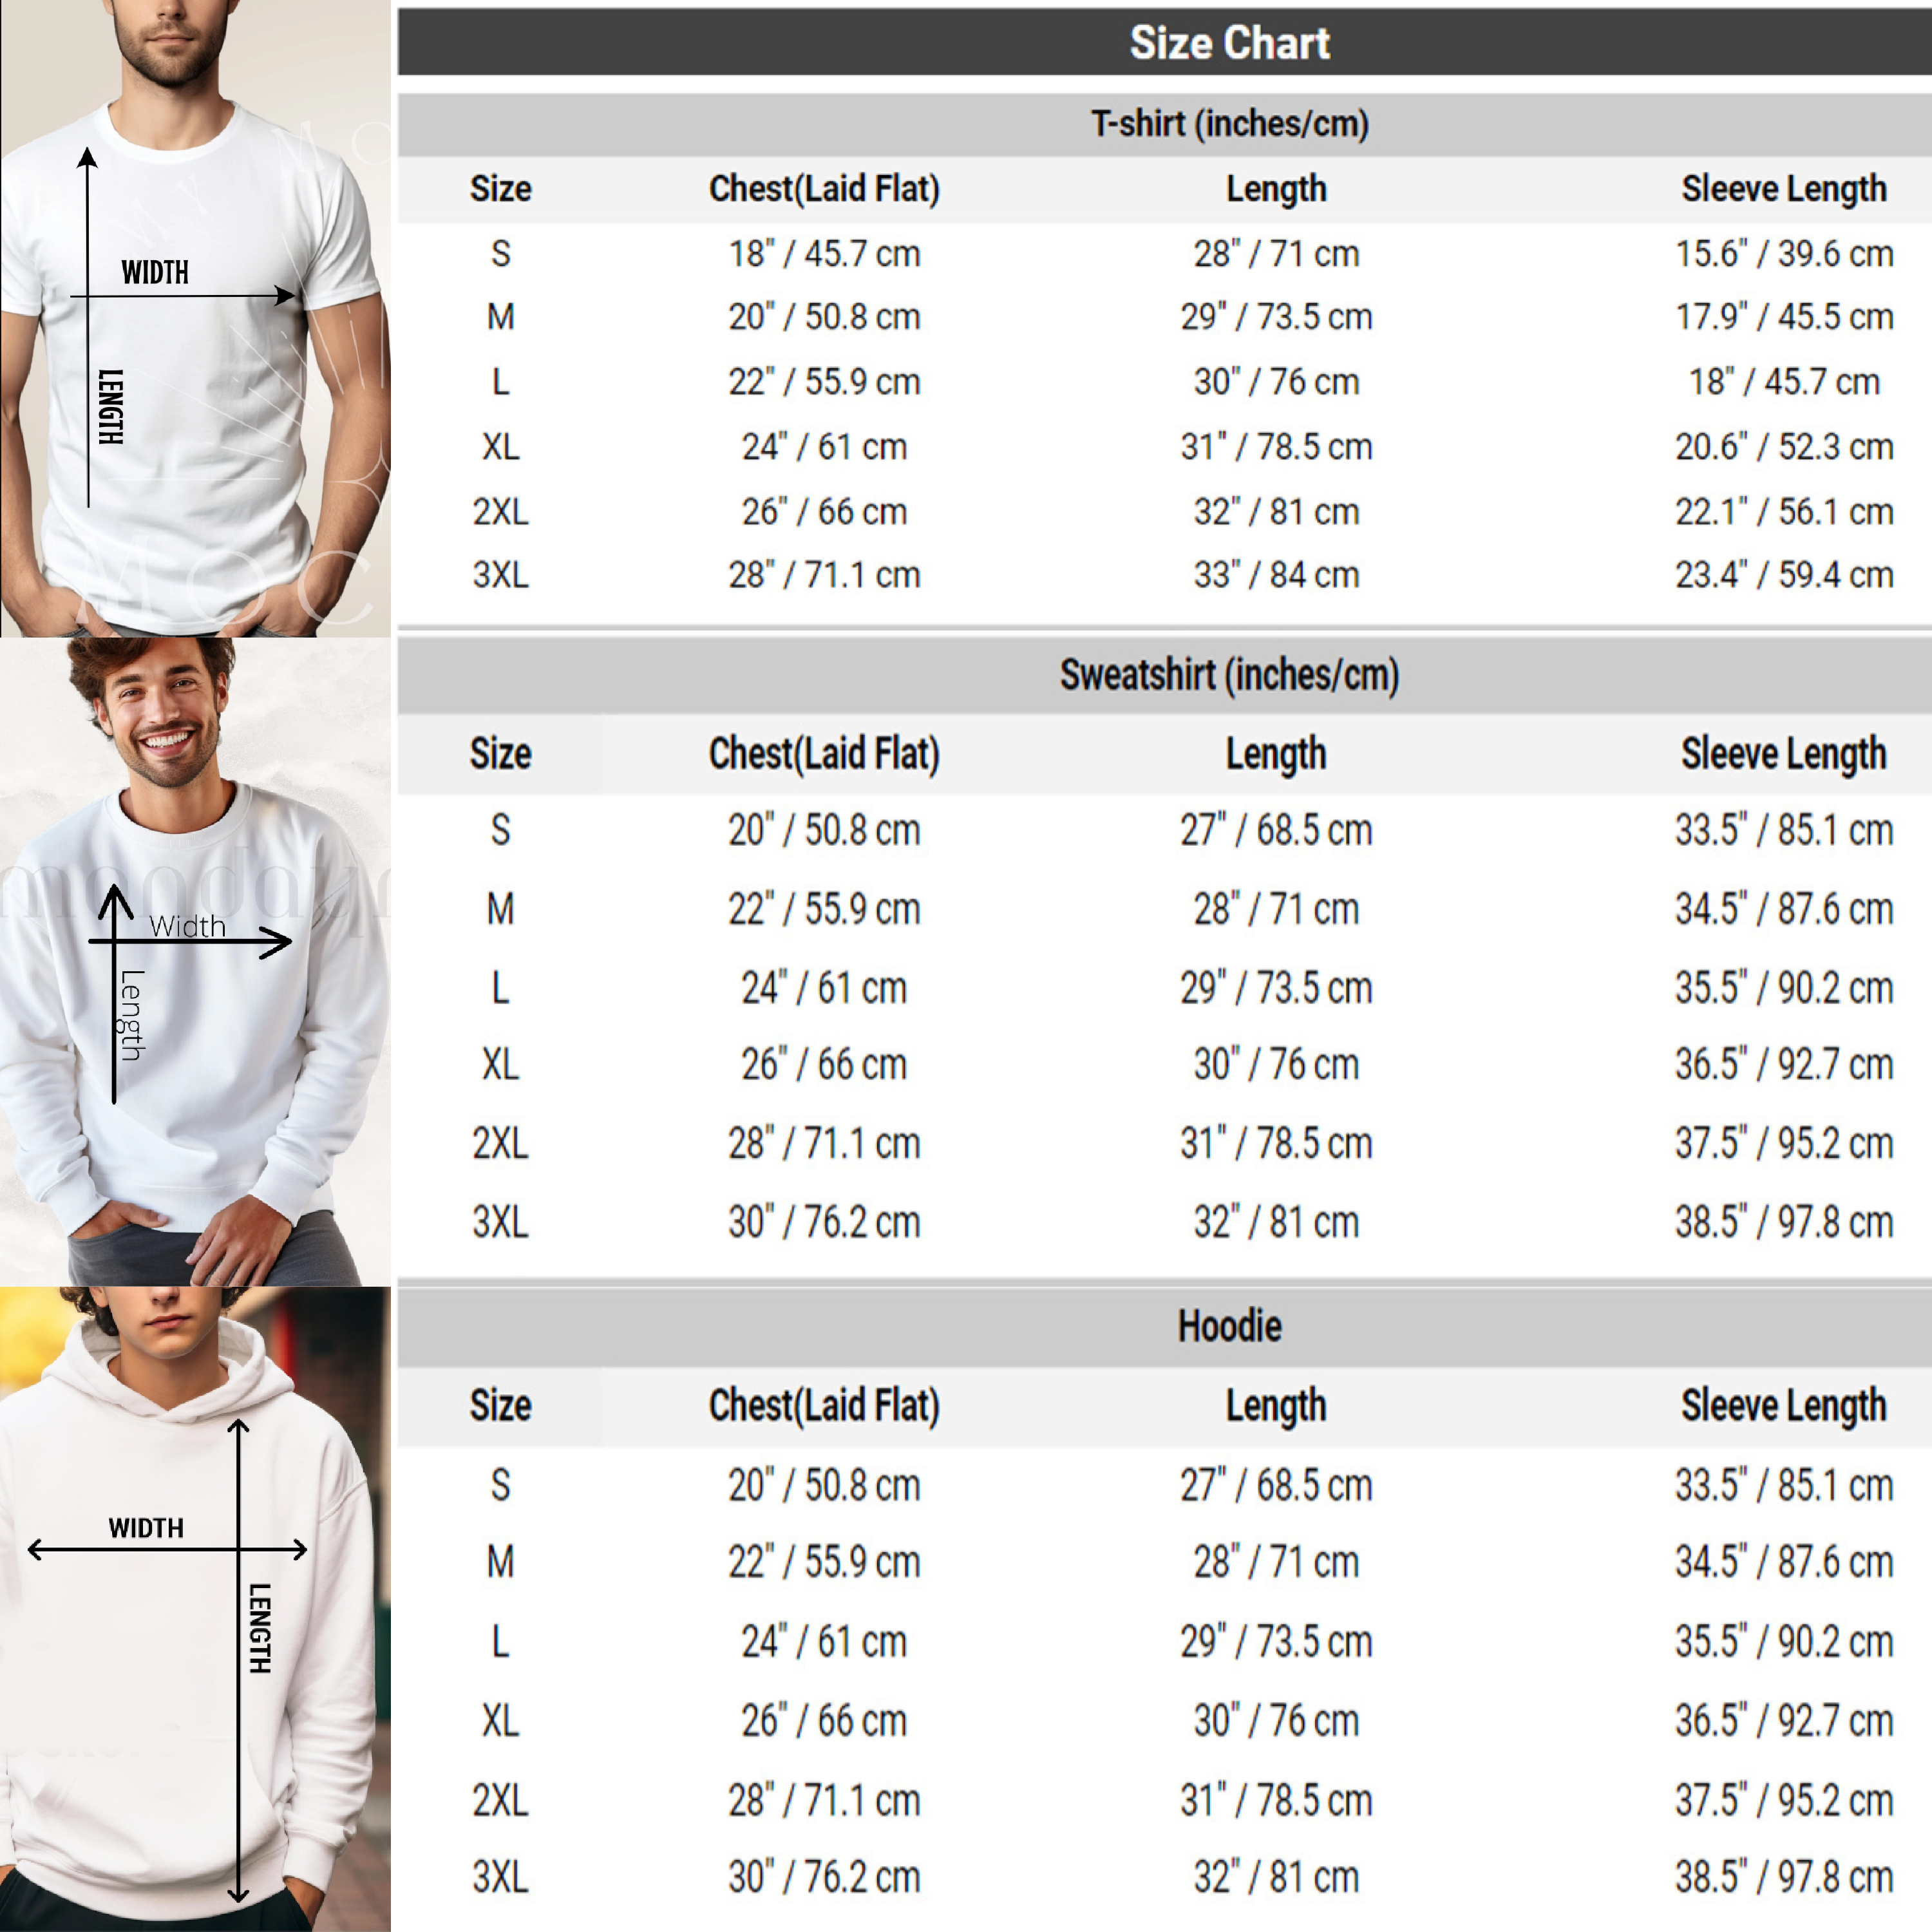 Size Chart
T-shirt (inches/cm)
Size Chest(Laid Flat) Length Sleeve Length
S 18" / 45.7 cm 28" / 71 cm 15.6" / 39.6 cm
M 20" / 50.8 cm 29" / 73.5 cm 17.9" / 45.5 cm
L 22" / 55.9 cm 30" / 76 cm 18" / 45.7 cm
XL 24" / 61 cm 31" / 78.5 cm 20.6" / 52.3 cm
2XL 26" / 66 cm 32" / 81 cm 22.1" / 56.1 cm
3XL 28" / 71.1 cm 33" / 84 cm 23.4" / 59.4 cm
WIDTH
LENGTH
MOC
Sweatshirt (inches/cm)
Size Chest(Laid Flat) Length Sleeve Length
S 20" / 50.8 cm 27" / 68.5 cm 33.5" / 85.1 cm
M 22" / 55.9 cm 28" / 71 cm 34.5" / 87.6 cm
L 24" / 61 cm 29" / 73.5 cm 35.5" / 90.2 cm
XL 26" / 66 cm 30" / 76 cm 36.5" / 92.7 cm
2XL 28" / 71.1 cm 31" / 78.5 cm 37.5" / 95.2 cm
3XL 30" / 76.2 cm 32" / 81 cm 38.5" / 97.8 cm
Width
Length
Hoodie
Size Chest(Laid Flat) Length Sleeve Length
S 20" / 50.8 cm 27" / 68.5 cm 33.5" / 85.1 cm
M 22" / 55.9 cm 28" / 71 cm 34.5" / 87.6 cm
L 24" / 61 cm 29" / 73.5 cm 35.5" / 90.2 cm
XL 26" / 66 cm 30" / 76 cm 36.5" / 92.7 cm
2XL 28" / 71.1 cm 31" / 78.5 cm 37.5" / 95.2 cm
3XL 30" / 76.2 cm 32" / 81 cm 38.5" / 97.8 cm
WIDTH
LENGTH